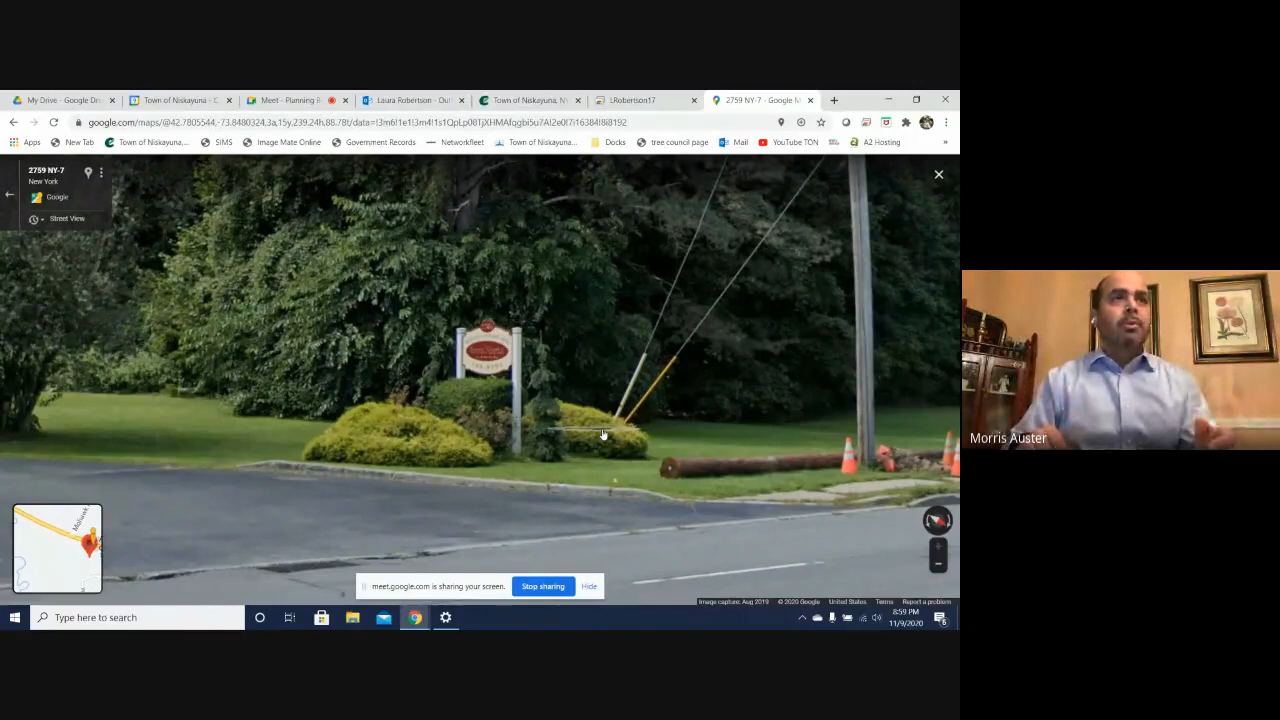 My Drive - Google Dr
Town of Niskayuna - C
Meet - Planning B
Laura Robertson - Out
Town of Niskayuna, N
LRobertson17
2759 NY-7 - Google M
google.com/maps/@42.7805544,-73.8480324,3a,15y,239.24h,88.78t/data=!3m6!1e1!3m4!1s1QpLp08TjXHMAfqgbi5u7AI2e0!7i16384!8i8192
Apps
New Tab
Town of Niskayuna,...
SIMS
Image Mate Online
Government Records
Networkfleet
Town of Niskayuna...
Docks
tree council page
Mail
YouTube TON
A2 Hosting
»
2759 NY-7
New York
Google
Street View
Mohawk
meet.google.com is sharing your screen.
Stop sharing
Hide
Image capture: Aug 2019
© 2020 Google
United States
Terms
Report a problem
Type here to search
8:59 PM
11/9/2020
6
Morris Auster